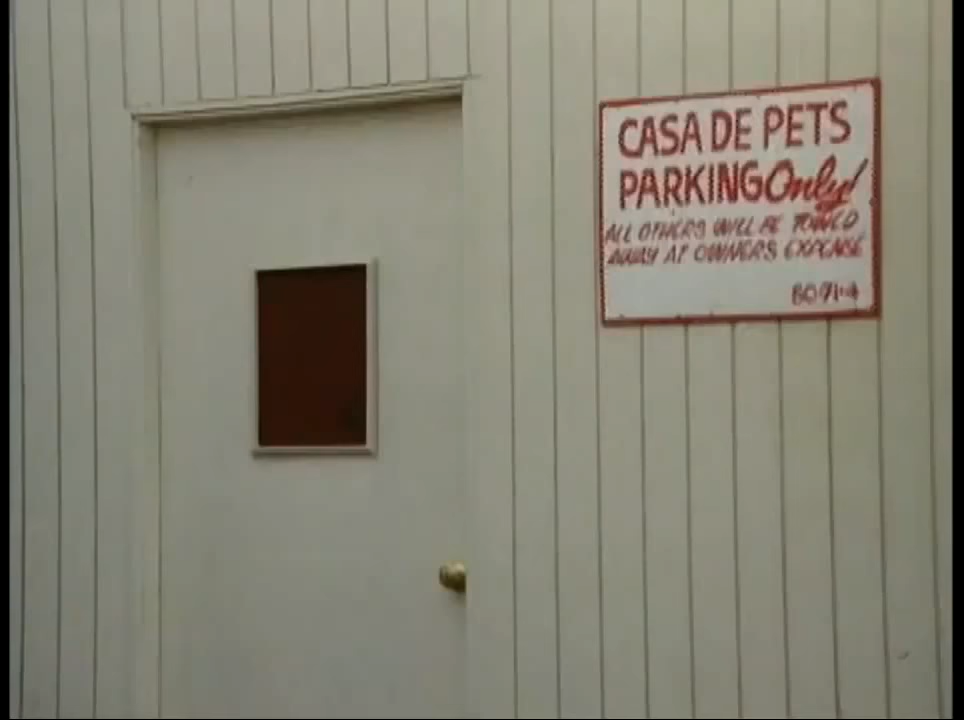 CASA DE PETS
PARKING Only!
ALL OTHERS WILL BE TOWED
AWAY AT OWNERS EXPENSE